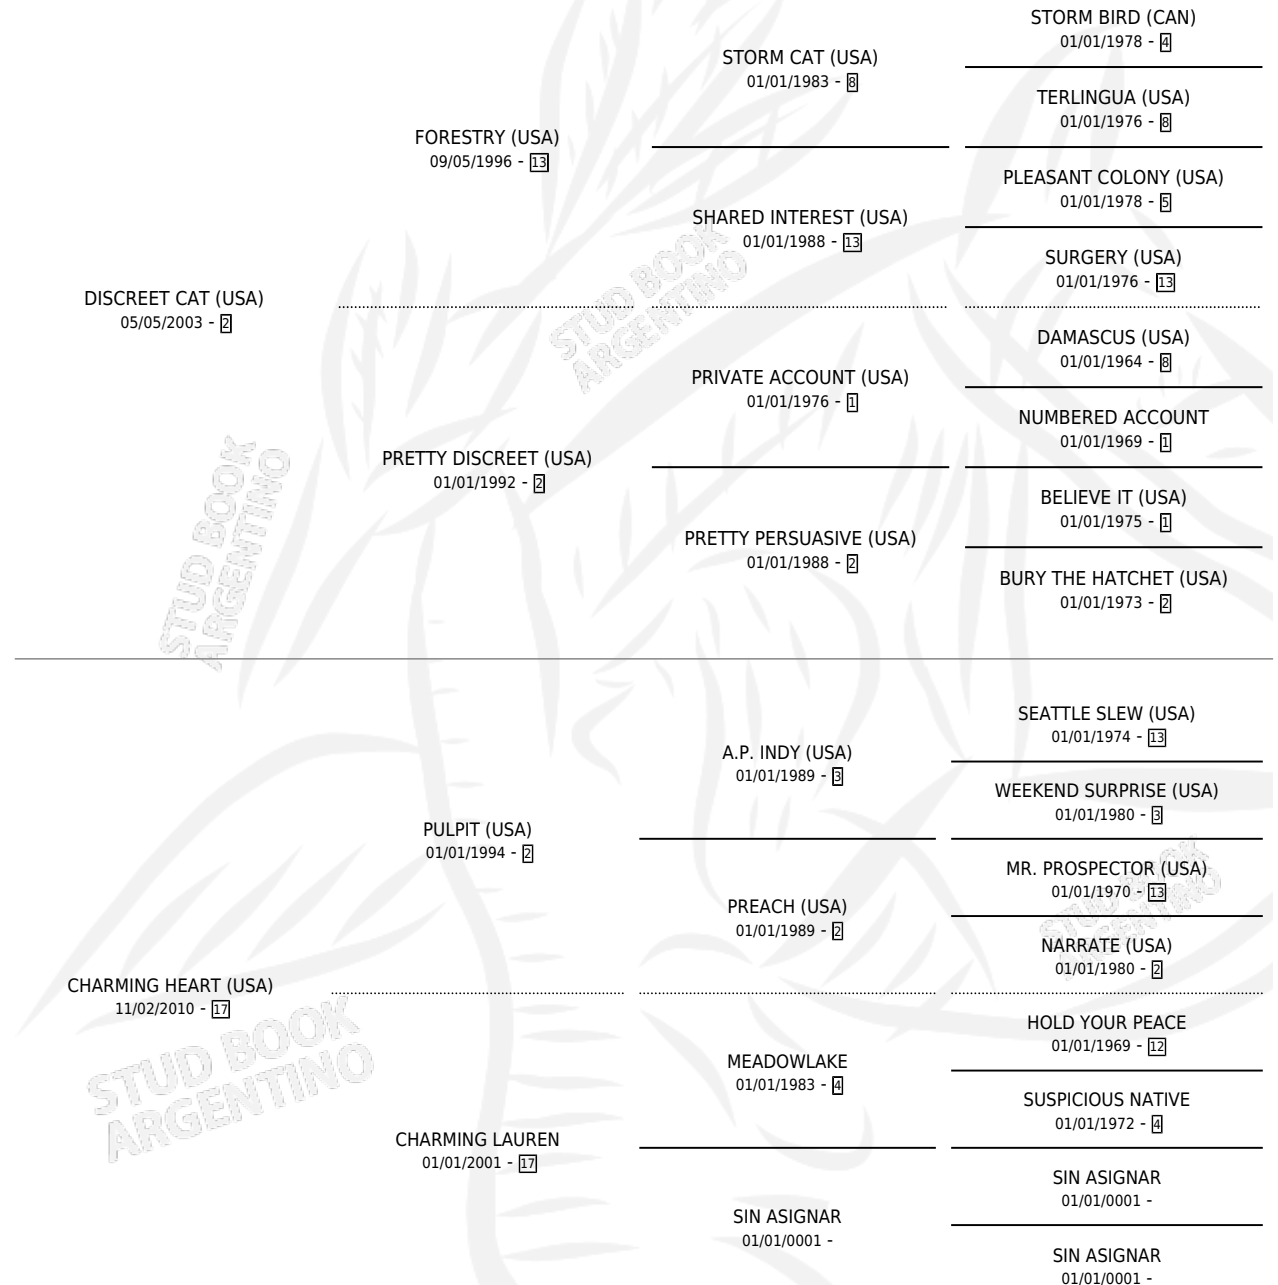 STORM BIRD (CAN)
01/01/1978 - 4
STORM CAT (USA)
01/01/1983 - 8
TERLINGUA (USA)
01/01/1976 - 8
FORESTRY (USA)
09/05/1996 - 13
PLEASANT COLONY (USA)
01/01/1978 - 5
SHARED INTEREST (USA)
01/01/1988 - 13
SURGERY (USA)
01/01/1976 - 13
DISCREET CAT (USA)
05/05/2003 - 2
DAMASCUS (USA)
01/01/1964 - 8
PRIVATE ACCOUNT (USA)
01/01/1976 - 1
NUMBERED ACCOUNT
01/01/1969 - 1
PRETTY DISCREET (USA)
01/01/1992 - 2
BELIEVE IT (USA)
01/01/1975 - 1
PRETTY PERSUASIVE (USA)
01/01/1988 - 2
BURY THE HATCHET (USA)
01/01/1973 - 2
SEATTLE SLEW (USA)
01/01/1974 - 13
A.P. INDY (USA)
01/01/1989 - 3
WEEKEND SURPRISE (USA)
01/01/1980 - 3
PULPIT (USA)
01/01/1994 - 2
MR. PROSPECTOR (USA)
01/01/1970 - 13
PREACH (USA)
01/01/1989 - 2
NARRATE (USA)
01/01/1980 - 2
CHARMING HEART (USA)
11/02/2010 - 17
HOLD YOUR PEACE
01/01/1969 - 12
MEADOWLAKE
01/01/1983 - 4
SUSPICIOUS NATIVE
01/01/1972 - 4
CHARMING LAUREN
01/01/2001 - 17
SIN ASIGNAR
01/01/0001 -
SIN ASIGNAR
01/01/0001 -
SIN ASIGNAR
01/01/0001 -
STUD BOOK
ARGENTINO
STUD BOOK
ARGENTINO
STUD BOOK
ARGENTINO
STUD BOOK
ARGENTINO